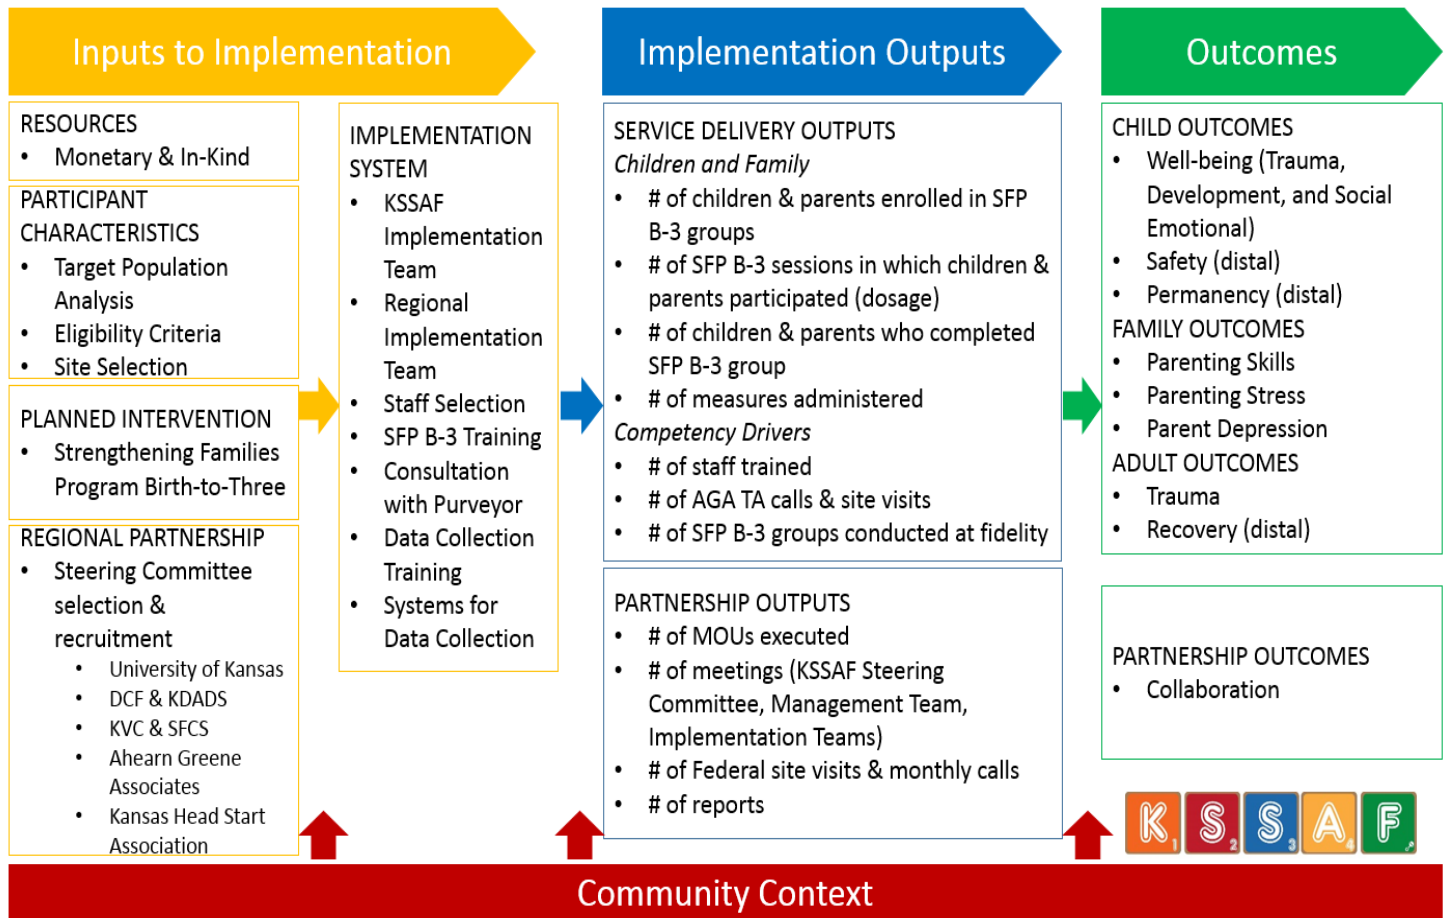 Inputs to Implementation
RESOURCES
• Monetary & In-Kind
PARTICIPANT
CHARACTERISTICS
• Target Population
Analysis
• Eligibility Criteria
• Site Selection
PLANNED INTERVENTION
• Strengthening Families
Program Birth-to-Three
REGIONAL PARTNERSHIP
• Steering Committee
selection &
recruitment
• University of Kansas
• DCF & KDADS
• KVC & SFCS
• Ahearn Greene
Associates
• Kansas Head Start
Association
IMPLEMENTATION
SYSTEM
• KSSAF
Implementation
Team
• Regional
Implementation
Team
• Staff Selection
• SFP B-3 Training
• Consultation
with Purveyor
• Data Collection
Training
• Systems for
Data Collection
Implementation Outputs
SERVICE DELIVERY OUTPUTS
Children and Family
• # of children & parents enrolled in SFP
B-3 groups
• # of SFP B-3 sessions in which children &
parents participated (dosage)
• # of children & parents who completed
SFP B-3 group
• # of measures administered
Competency Drivers
• # of staff trained
• # of AGA TA calls & site visits
• # of SFP B-3 groups conducted at fidelity
PARTNERSHIP OUTPUTS
• # of MOUs executed
• # of meetings (KSSAF Steering
Committee, Management Team,
Implementation Teams)
• # of Federal site visits & monthly calls
• # of reports
Outcomes
CHILD OUTCOMES
• Well-being (Trauma,
Development, and Social
Emotional)
• Safety (distal)
• Permanency (distal)
FAMILY OUTCOMES
• Parenting Skills
• Parenting Stress
• Parent Depression
ADULT OUTCOMES
• Trauma
• Recovery (distal)
PARTNERSHIP OUTCOMES
• Collaboration
K1 S2 S3 A4 F
Community Context